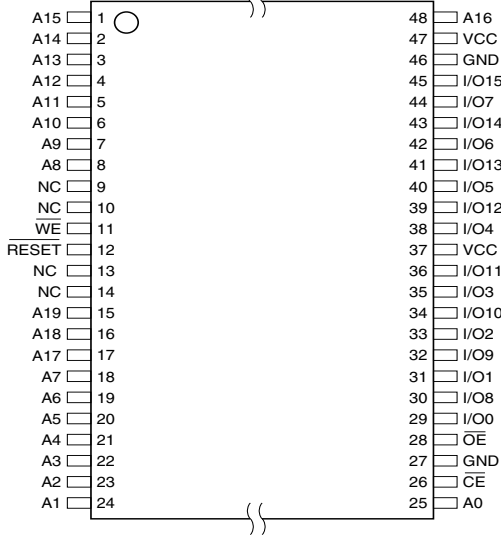 A15 1 48 A16
A14 2 47 VCC
A13 3 46 GND
A12 4 45 I/O15
A11 5 44 I/O7
A10 6 43 I/O14
A9 7 42 I/O6
A8 8 41 I/O13
NC 9 40 I/O5
NC 10 39 I/O12
WE 11 38 I/O4
RESET 12 37 VCC
NC 13 36 I/O11
NC 14 35 I/O3
A19 15 34 I/O10
A18 16 33 I/O2
A17 17 32 I/O9
A7 18 31 I/O1
A6 19 30 I/O8
A5 20 29 I/O0
A4 21 28 OE
A3 22 27 GND
A2 23 26 CE
A1 24 25 A0